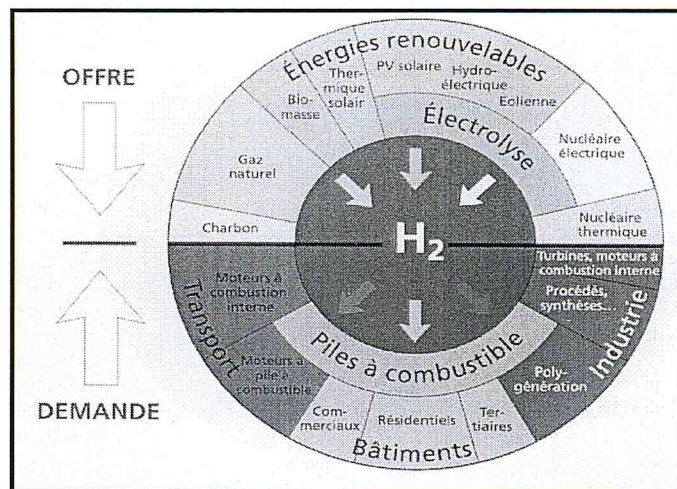 OFFRE
Énergies renouvelables
PV solaire
Hydro-
électrique
Eolienne
Ther-
mique
solair
Bio-
masse
Électrolyse
Nucléaire
électrique
Gaz
naturel
Charbon
Nucléaire
thermique
H2
Turbines, moteurs à
combustion interne
Moteurs à
combustion
interne
Procédés,
synthèses...
Transport
Industrie
Piles à combustible
Moteurs à
pile à
combustible
Poly-
génération
DEMANDE
Com-
merciaux
Résidentiels
Ter-
tiaires
Bâtiments